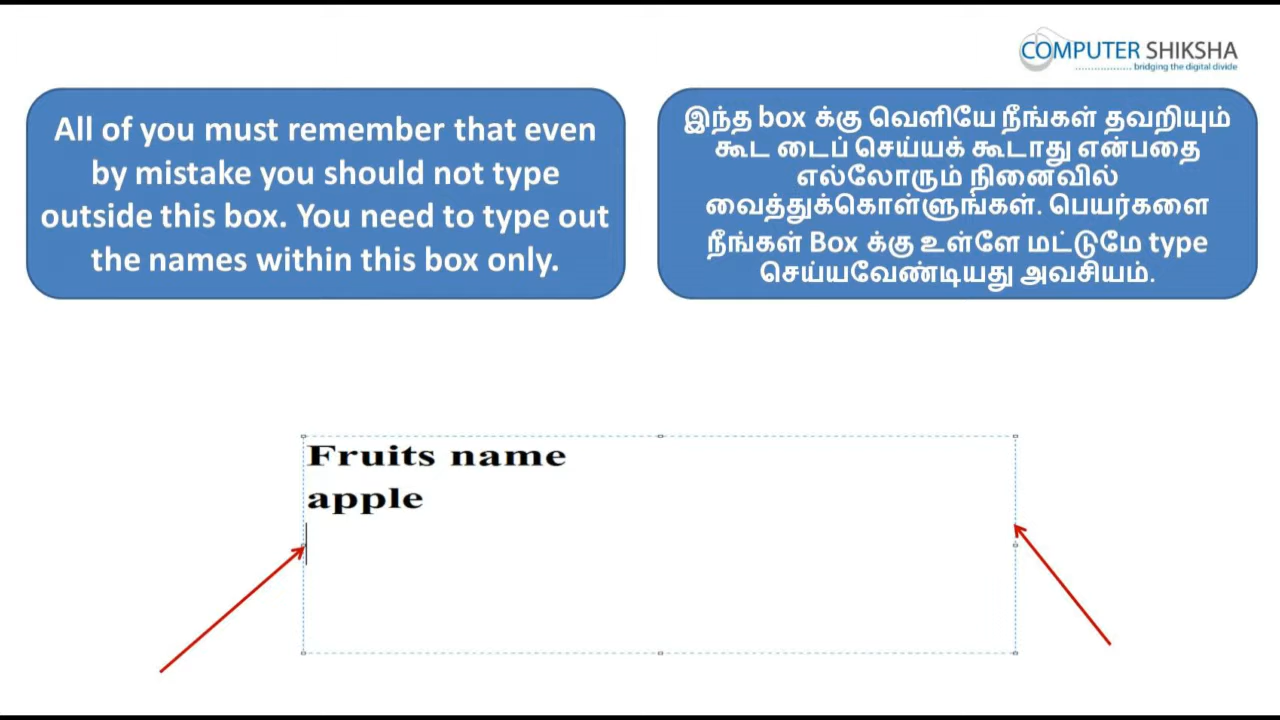 COMPUTER SHIKSHA
bridging the digital divide
All of you must remember that even
by mistake you should not type
outside this box. You need to type out
the names within this box only.
இந்த box க்கு வெளியே நீங்கள் தவறியும்
கூட டைப் செய்யக் கூடாது என்பதை
எல்லோரும் நினைவில்
வைத்துக்கொள்ளுங்கள். பெயர்களை
நீங்கள் Box க்கு உள்ளே மட்டுமே type
செய்யவேண்டியது அவசியம்.
Fruits name
apple